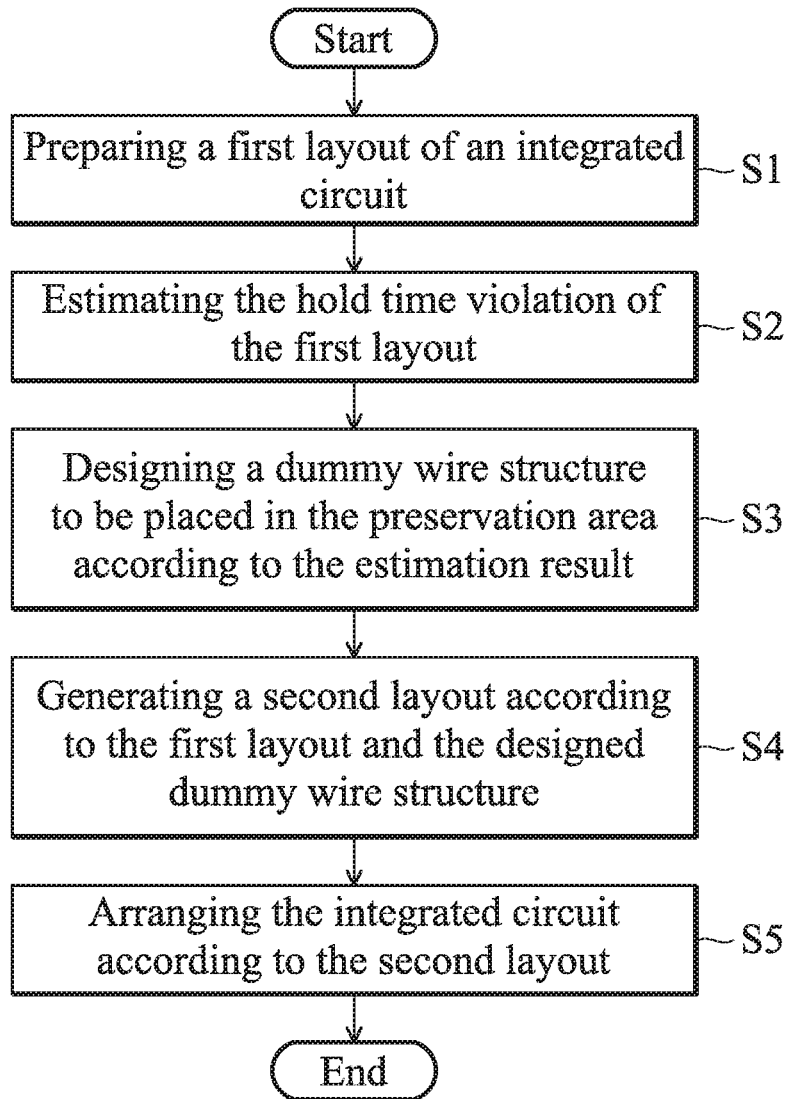 Start
Preparing a first layout of an integrated
circuit
S1
Estimating the hold time violation of
the first layout
S2
Designing a dummy wire structure
to be placed in the preservation area
according to the estimation result
S3
Generating a second layout according
to the first layout and the designed
dummy wire structure
S4
Arranging the integrated circuit
according to the second layout
S5
End